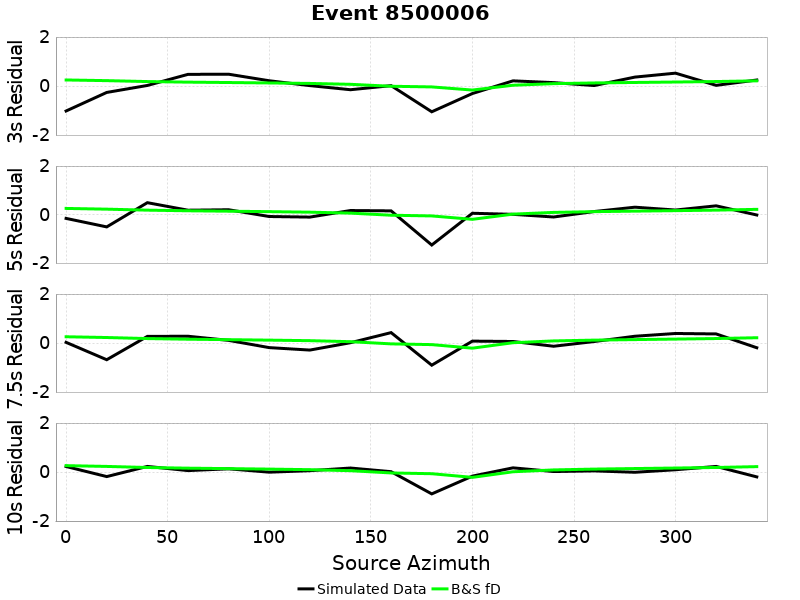 Event 8500006
3s Residual
2
0
-2
5s Residual
2
0
-2
7.5s Residual
2
0
-2
10s Residual
2
0
-2
0 50 100 150 200 250 300
Source Azimuth
Simulated Data B&S fD